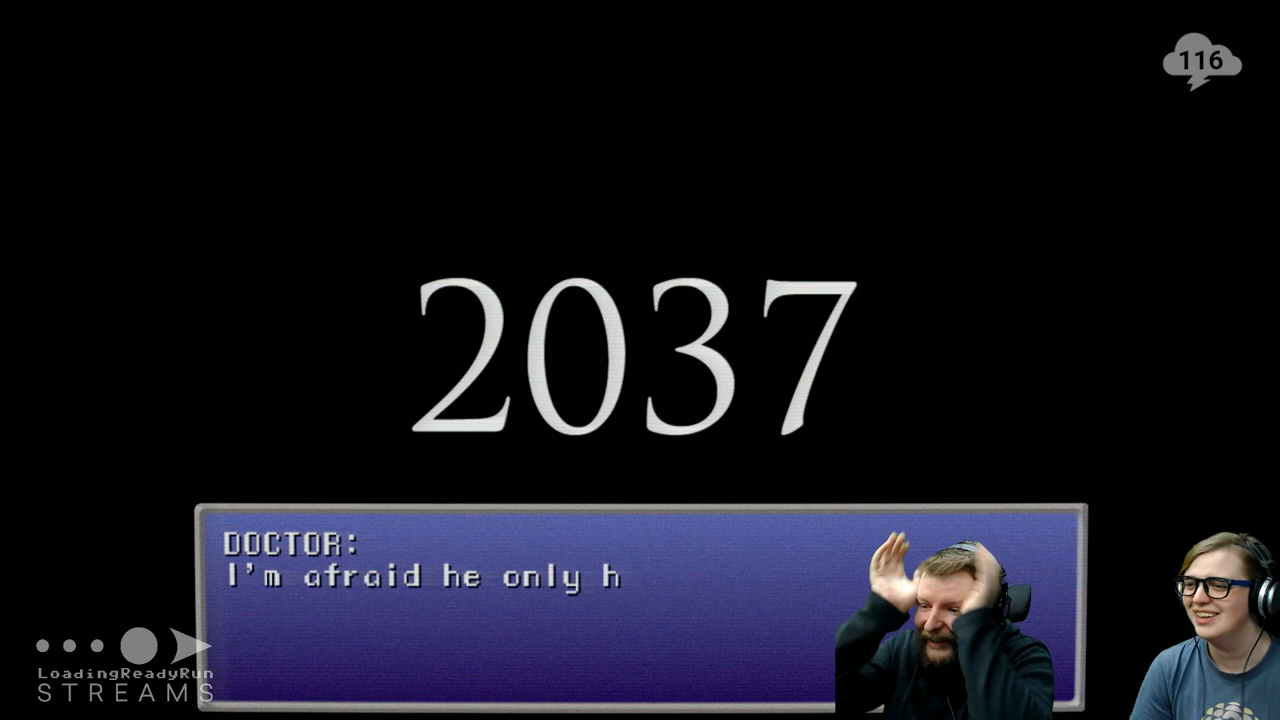 116
2037
DOCTOR:
I'm afraid he only h
LoadingReadyRun
STREAMS